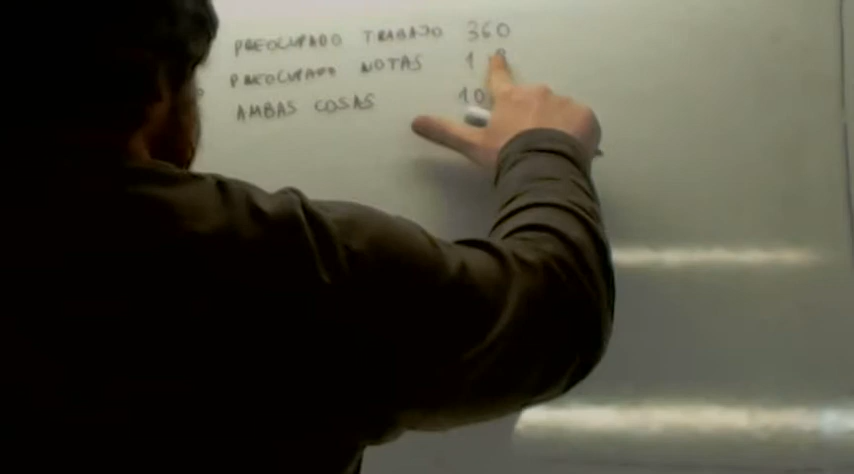 PREOCUPADO TRABAJO 360
PREOCUPADO NOTAS
AMBAS COSAS